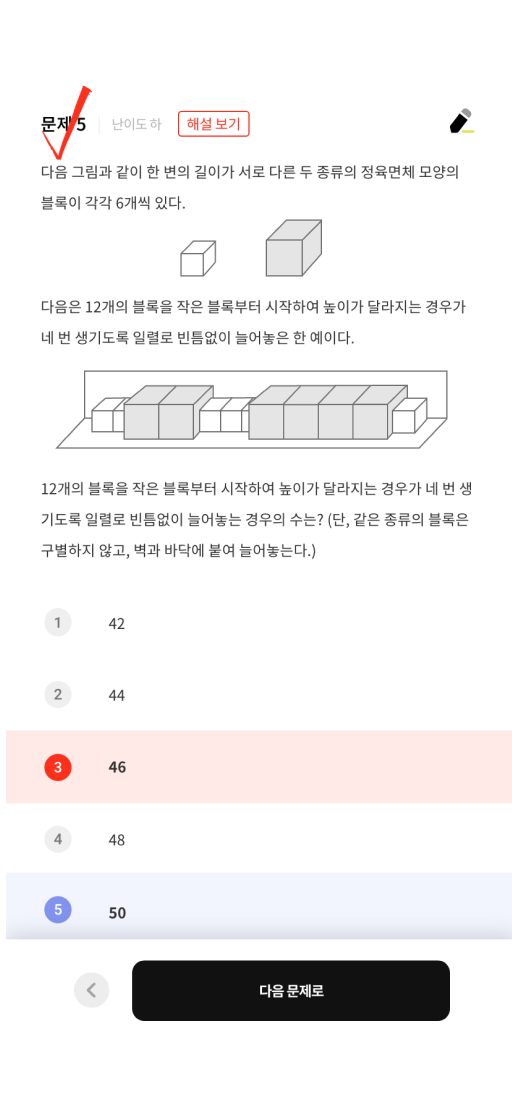 문제 5
난이도 하
해설 보기
다음 그림과 같이 한 변의 길이가 서로 다른 두 종류의 정육면체 모양의
블록이 각각 6개씩 있다.
다음은 12개의 블록을 작은 블록부터 시작하여 높이가 달라지는 경우가
네 번 생기도록 일렬로 빈틈없이 늘어놓은 한 예이다.
12개의 블록을 작은 블록부터 시작하여 높이가 달라지는 경우가 네 번 생
기도록 일렬로 빈틈없이 늘어놓는 경우의 수는? (단, 같은 종류의 블록은
구별하지 않고, 벽과 바닥에 붙여 늘어놓는다.)
1 42
2 44
3 46
4 48
5 50
다음 문제로